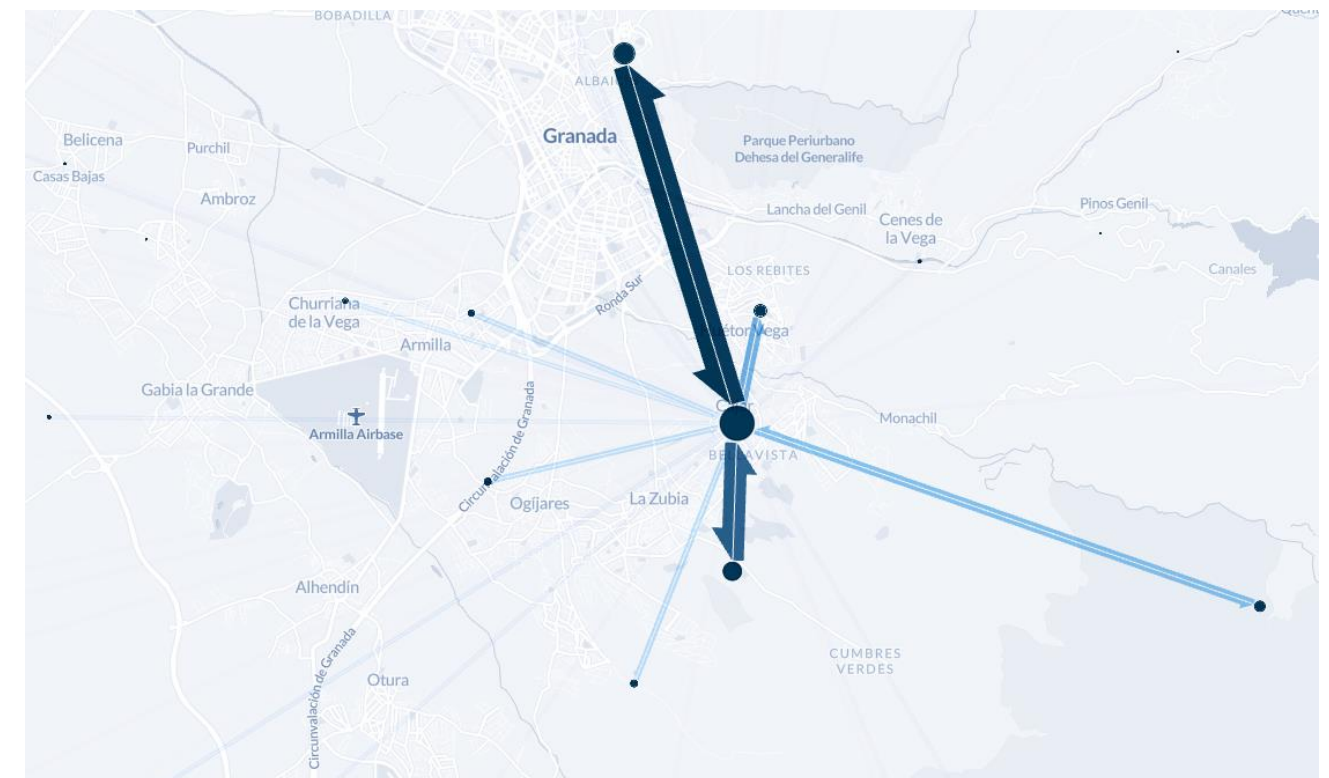 BOBADILLA
Belicena
Purchil
Casas Bajas
Ambroz
Granada
Parque Periurbano
Dehesa del Generalife
Lancha del Genil
Cenes de
la Vega
Pinos Genil
Canales
LOS REBITES
Ronda Sur
Churriana
de la Vega
Armilla
Gabia la Grande
Armilla Airbase
Circunvalación de Granada
Monachil
BELLAVISTA
La Zubia
Ogíjares
Alhendín
Circunvalación de Granada
Otura
CUMBRES
VERDES